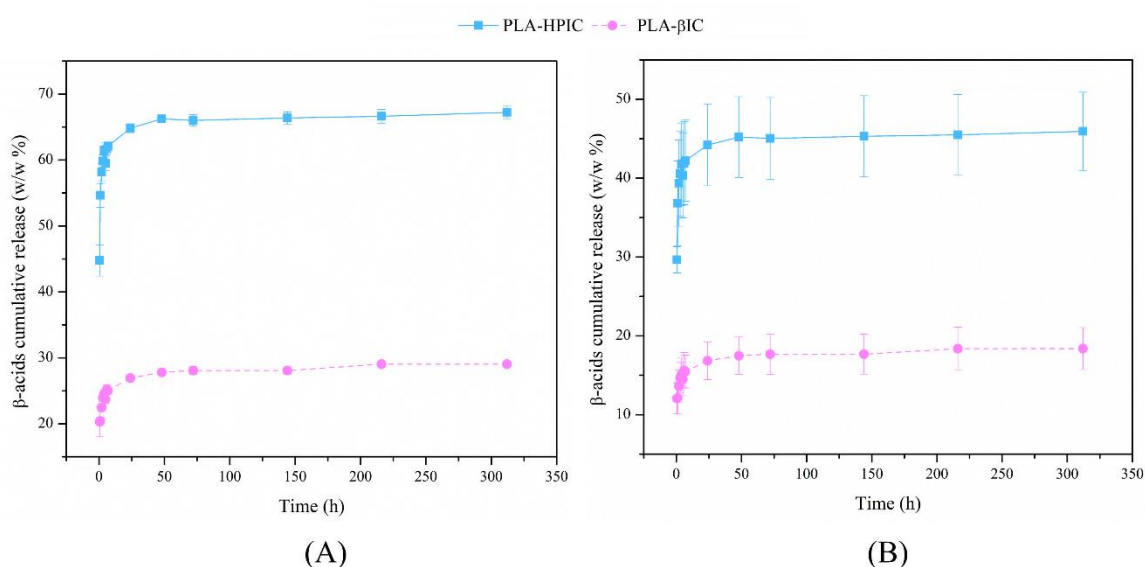 PLA-HPIC PLA-βIC
β-acids cumulative release (w/w %)
70
60
50
40
30
20
0 50 100 150 200 250 300 350
Time (h)
(A)
β-acids cumulative release (w/w %)
50
40
30
20
10
0 50 100 150 200 250 300 350
Time (h)
(B)